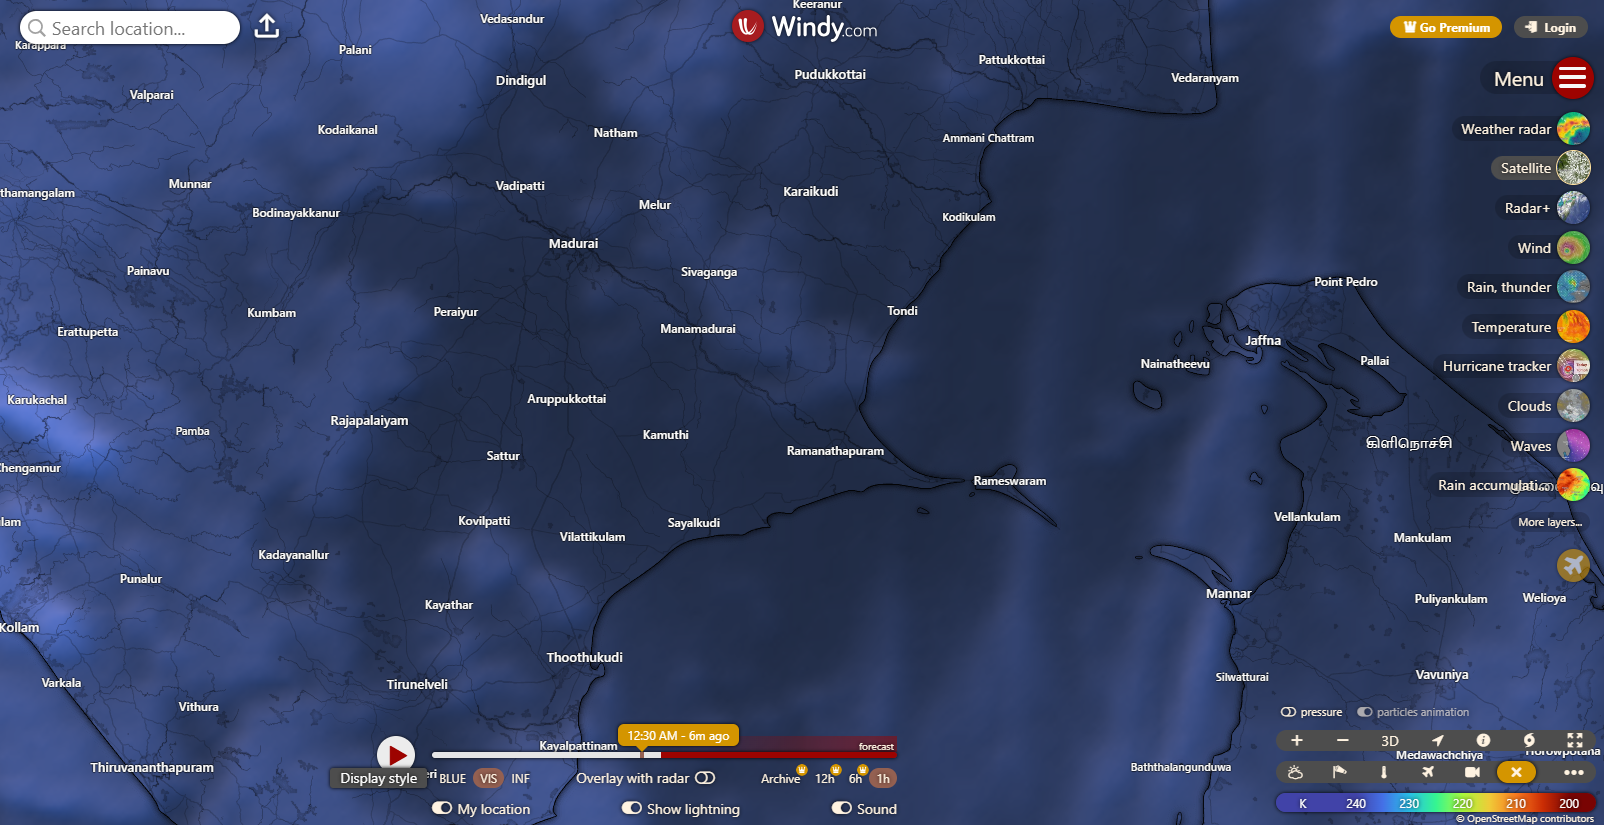 Search location...
Windy.com
Go Premium
Login
Menu
Weather radar
Satellite
Radar+
Wind
Rain, thunder
Temperature
Hurricane tracker
Clouds
Waves
Rain accumulati...
More layers...
Keeranur
Vedasandur
Karappara
Palani
Pattukkottai
Pudukkottai
Vedaranyam
Dindigul
Valparai
Kodaikanal
Natham
Ammani Chattram
Munnar
Vadipatti
Karaikudi
thamangalam
Melur
Bodinayakkanur
Kodikulam
Madurai
Painavu
Sivaganga
Point Pedro
Kumbam
Peraiyur
Tondi
Erattupetta
Manamadurai
Jaffna
Nainatheevu
Pallai
Karukachal
Aruppukkottai
Rajapalaiyam
Pamba
Kamuthi
கிளிநொச்சி
Ramanathapuram
Sattur
Chengannur
Rameswaram
lam
Kovilpatti
Sayalkudi
Vellankulam
Vilattikulam
Mankulam
Kadayanallur
Punalur
Mannar
Puliyankulam
Welioya
Kayathar
Kollam
Thoothukudi
Varkala
Tirunelveli
Silwatturai
Vavuniya
Vithura
Kayalpattinam
Thiruvananthapuram
Baththalangunduwa
Medawachchiya
Horowpotana
12:30 AM - 6m ago
forecast
Display style
eri
BLUE
VIS
INF
Overlay with radar
Archive
12h
6h
1h
My location
Show lightning
Sound
pressure
particles animation
3D
K
240
230
220
210
200
© OpenStreetMap contributors